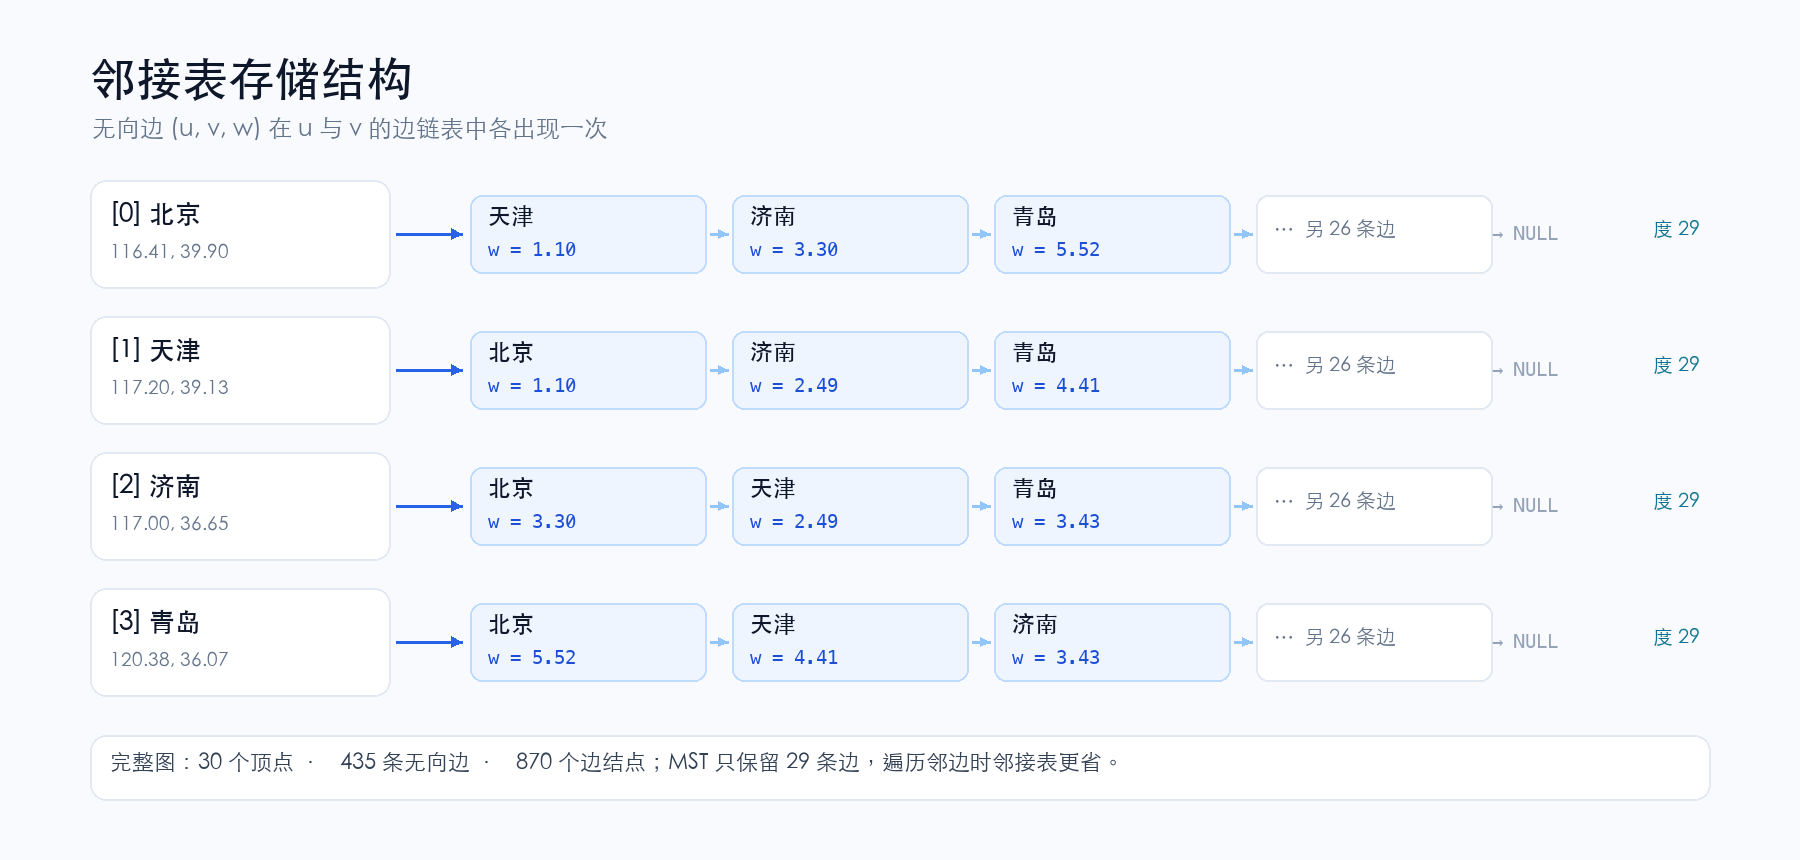 邻接表存储结构
无向边 (u, v, w) 在 u 与 v 的边链表中各出现一次
[0] 北京
116.41, 39.90
天津
w = 1.10
济南
w = 3.30
青岛
w = 5.52
··· 另 26 条边
→ NULL
度 29
[1] 天津
117.20, 39.13
北京
w = 1.10
济南
w = 2.49
青岛
w = 4.41
··· 另 26 条边
→ NULL
度 29
[2] 济南
117.00, 36.65
北京
w = 3.30
天津
w = 2.49
青岛
w = 3.43
··· 另 26 条边
→ NULL
度 29
[3] 青岛
120.38, 36.07
北京
w = 5.52
天津
w = 4.41
济南
w = 3.43
··· 另 26 条边
→ NULL
度 29
完整图：30 个顶点 · 435 条无向边 · 870 个边结点；MST 只保留 29 条边，遍历邻边时邻接表更省。